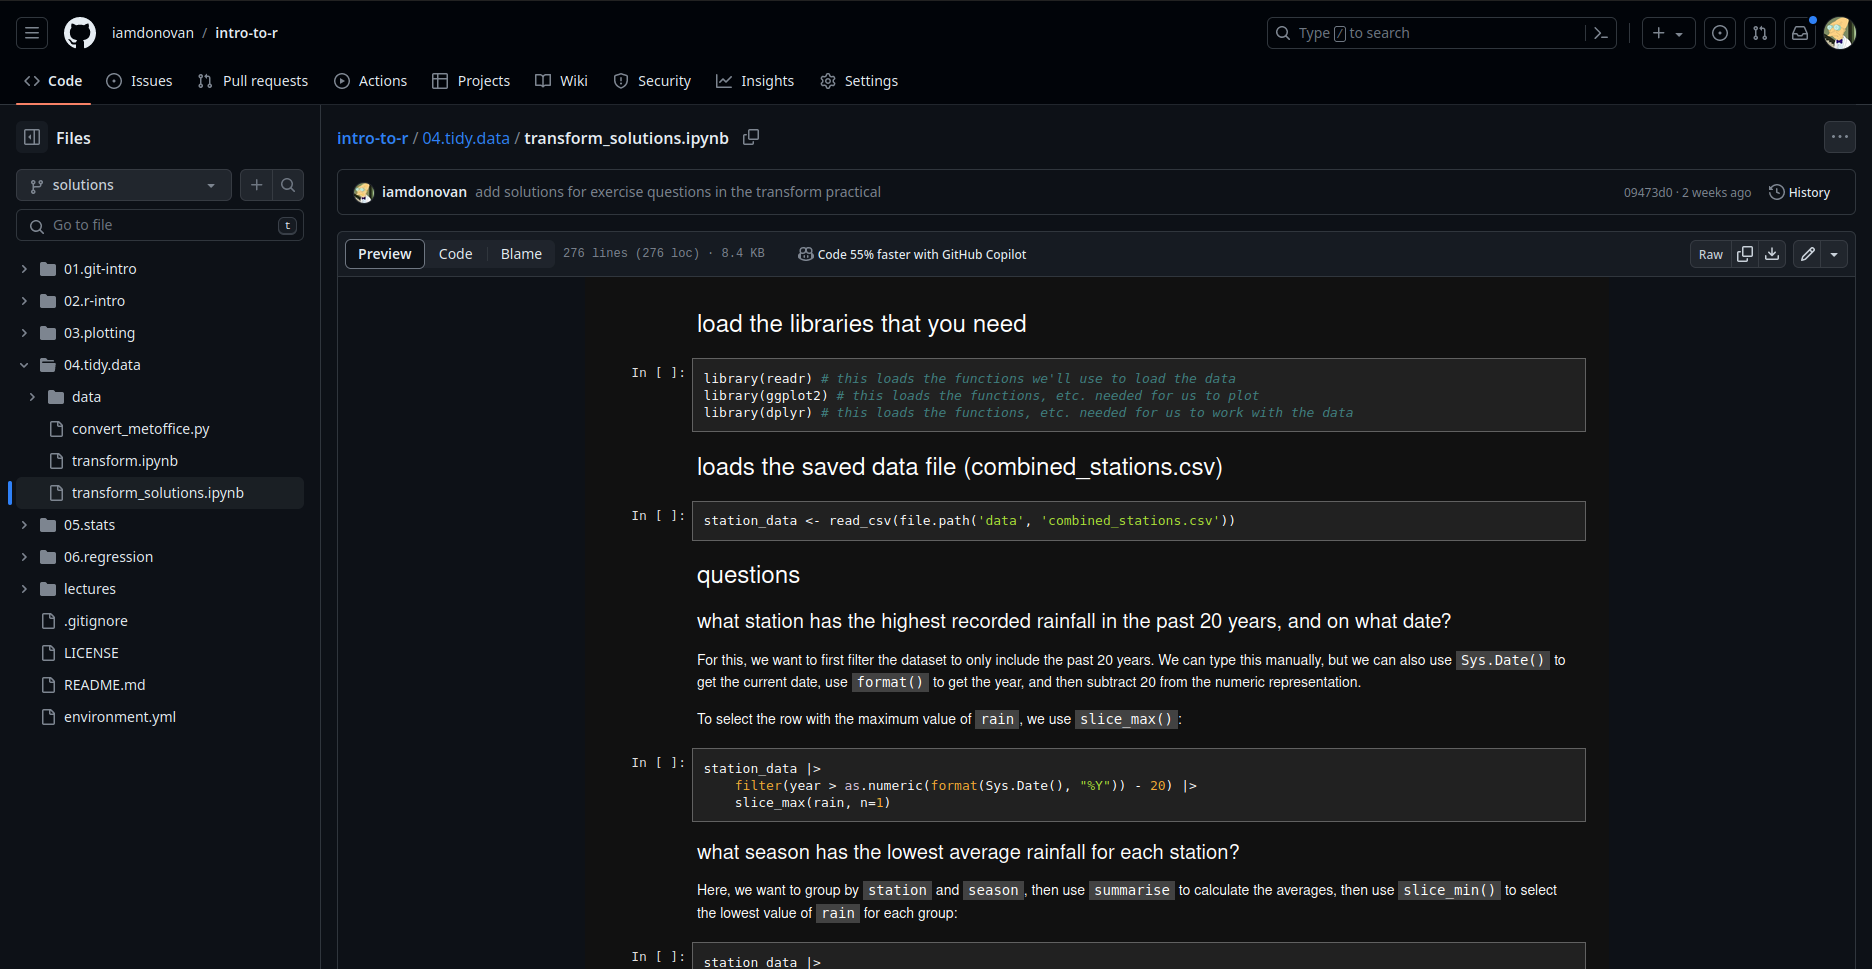 iamdonovan / intro-to-r
Type / to search
Code
Issues
Pull requests
Actions
Projects
Wiki
Security
Insights
Settings
Files
solutions
Go to file
t
01.git-intro
02.r-intro
03.plotting
04.tidy.data
data
convert_metoffice.py
transform.ipynb
transform_solutions.ipynb
05.stats
06.regression
lectures
.gitignore
LICENSE
README.md
environment.yml
intro-to-r / 04.tidy.data / transform_solutions.ipynb
iamdonovan add solutions for exercise questions in the transform practical
09473d0 · 2 weeks ago
History
Preview
Code
Blame
276 lines (276 loc) · 8.4 KB
Code 55% faster with GitHub Copilot
Raw
load the libraries that you need
In [ ]:
library(readr) # this loads the functions we'll use to load the data
library(ggplot2) # this loads the functions, etc. needed for us to plot
library(dplyr) # this loads the functions, etc. needed for us to work with the data
loads the saved data file (combined_stations.csv)
In [ ]:
station_data <- read_csv(file.path('data', 'combined_stations.csv'))
questions
what station has the highest recorded rainfall in the past 20 years, and on what date?
For this, we want to first filter the dataset to only include the past 20 years. We can type this manually, but we can also use Sys.Date() to
get the current date, use format() to get the year, and then subtract 20 from the numeric representation.
To select the row with the maximum value of rain, we use slice_max():
In [ ]:
station_data |>
filter(year > as.numeric(format(Sys.Date(), "%Y")) - 20) |>
slice_max(rain, n=1)
what season has the lowest average rainfall for each station?
Here, we want to group by station and season, then use summarise to calculate the averages, then use slice_min() to select
the lowest value of rain for each group:
In [ ]:
station_data |>